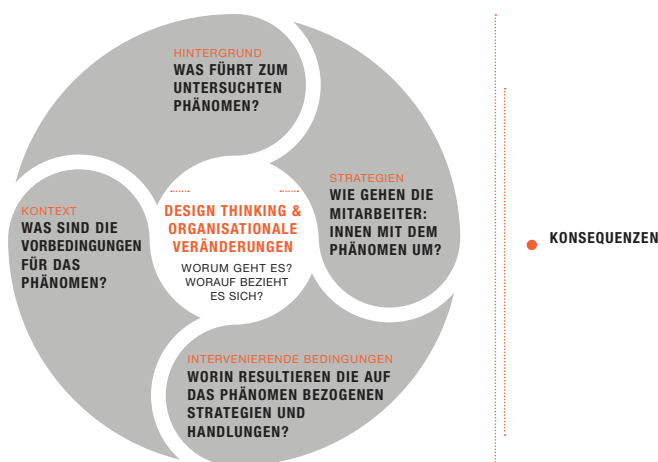 HINTERGRUND
WAS FÜHRT ZUM
UNTERSUCHTEN
PHÄNOMEN?
STRATEGIEN
WIE GEHEN DIE
MITARBEITER:
INNEN MIT DEM
PHÄNOMEN UM?
KONTEXT
WAS SIND DIE
VORBEDINGUNGEN
FÜR DAS
PHÄNOMEN?
DESIGN THINKING &
ORGANISATIONALE
VERÄNDERUNGEN
WORUM GEHT ES?
WORAUF BEZIEHT
ES SICH?
KONSEQUENZEN
INTERVENIERENDE BEDINGUNGEN
WORIN RESULTIEREN DIE AUF
DAS PHÄNOMEN BEZOGENEN
STRATEGIEN UND
HANDLUNGEN?